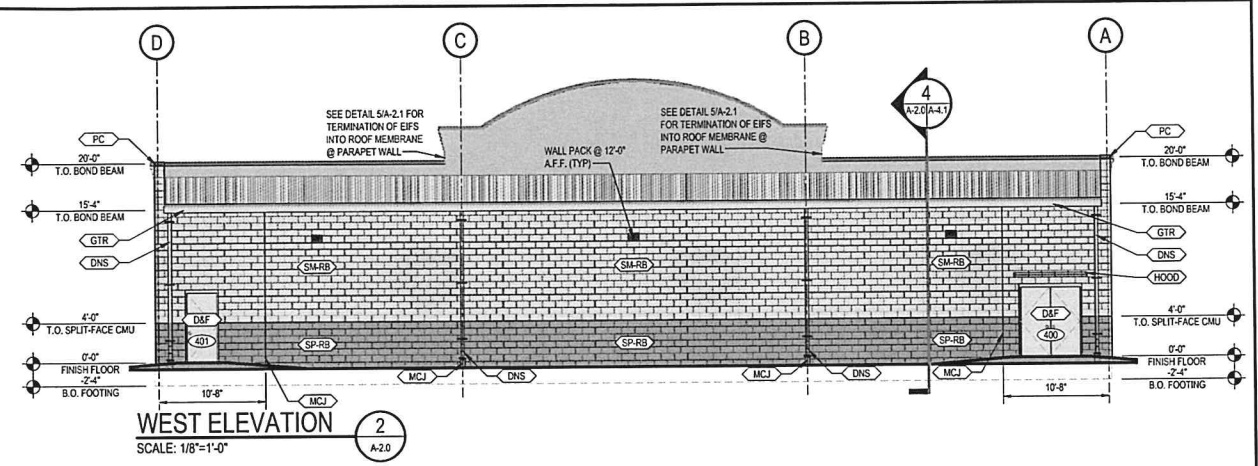 D
C
B
A
4
A-2.0 A-4.1
SEE DETAIL 5/A-2.1 FOR
TERMINATION OF EIFS
INTO ROOF MEMBRANE
@ PARAPET WALL
SEE DETAIL 5/A-2.1
FOR TERMINATION OF EIFS
INTO ROOF MEMBRANE @
PARAPET WALL
WALL PACK @ 12'-0"
A.F.F. (TYP)
PC
20'-0"
T.O. BOND BEAM
15'-4"
T.O. BOND BEAM
GTR
DNS
4'-0"
T.O. SPLIT-FACE CMU
0'-0"
FINISH FLOOR
-2'-4"
B.O. FOOTING
PC
20'-0"
T.O. BOND BEAM
15'-4"
T.O. BOND BEAM
GTR
DNS
HOOD
4'-0"
T.O. SPLIT-FACE CMU
0'-0"
FINISH FLOOR
-2'-4"
B.O. FOOTING
SM-RB
SM-RB
SM-RB
D&F
401
SP-RB
SP-RB
SP-RB
D&F
400
MCJ
DNS
MCJ
DNS
MCJ
10'-8"
MCJ
10'-8"
WEST ELEVATION
SCALE: 1/8"=1'-0"
2
A-2.0